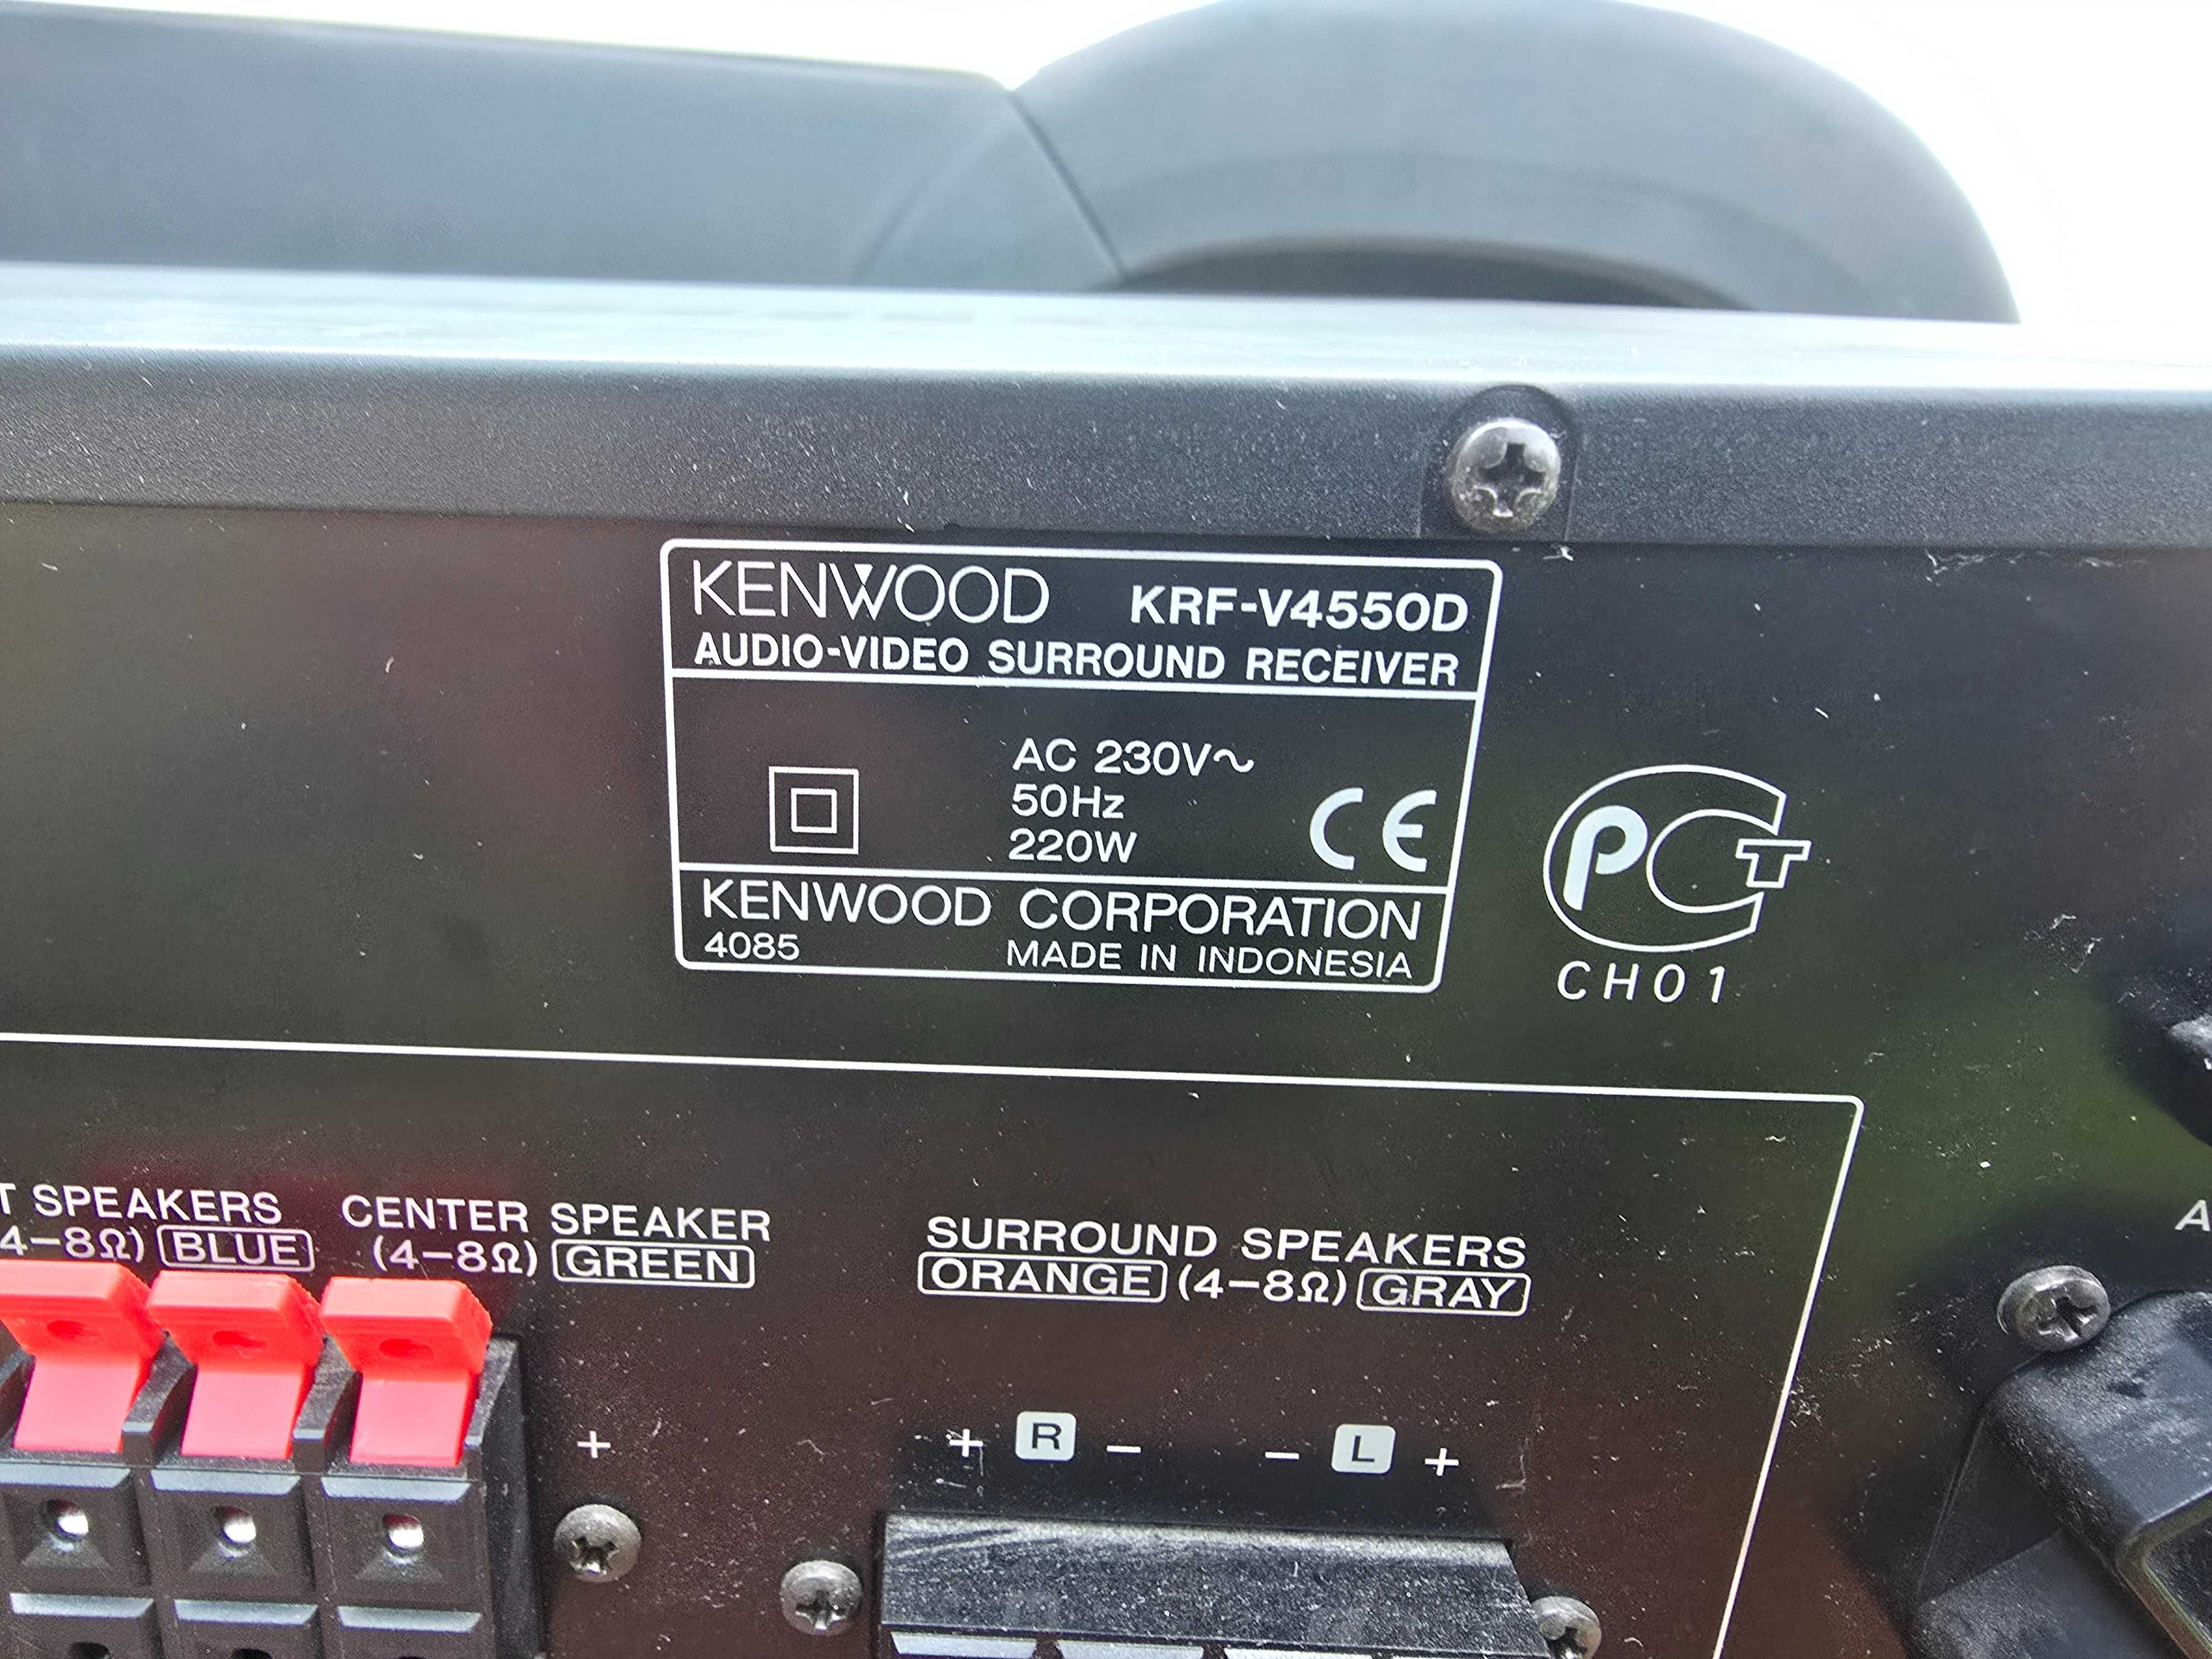 KENWOOD KRF-V4550D
AUDIO-VIDEO SURROUND RECEIVER
AC 230V~
50Hz
220W
CE
KENWOOD CORPORATION
4085 MADE IN INDONESIA
PCT
CH01
T SPEAKERS
4–8Ω) BLUE
CENTER SPEAKER
(4–8Ω) GREEN
SURROUND SPEAKERS
ORANGE (4–8Ω) GRAY
+
+ R − − L +